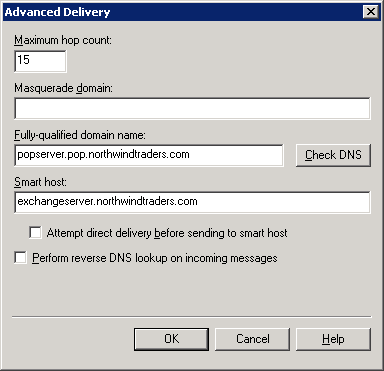 Advanced Delivery
Maximum hop count:
15
Masquerade domain:
Fully-qualified domain name:
popserver.pop.northwindtraders.com
Check DNS
Smart host:
exchangeserver.northwindtraders.com
Attempt direct delivery before sending to smart host
Perform reverse DNS lookup on incoming messages
OK Cancel Help